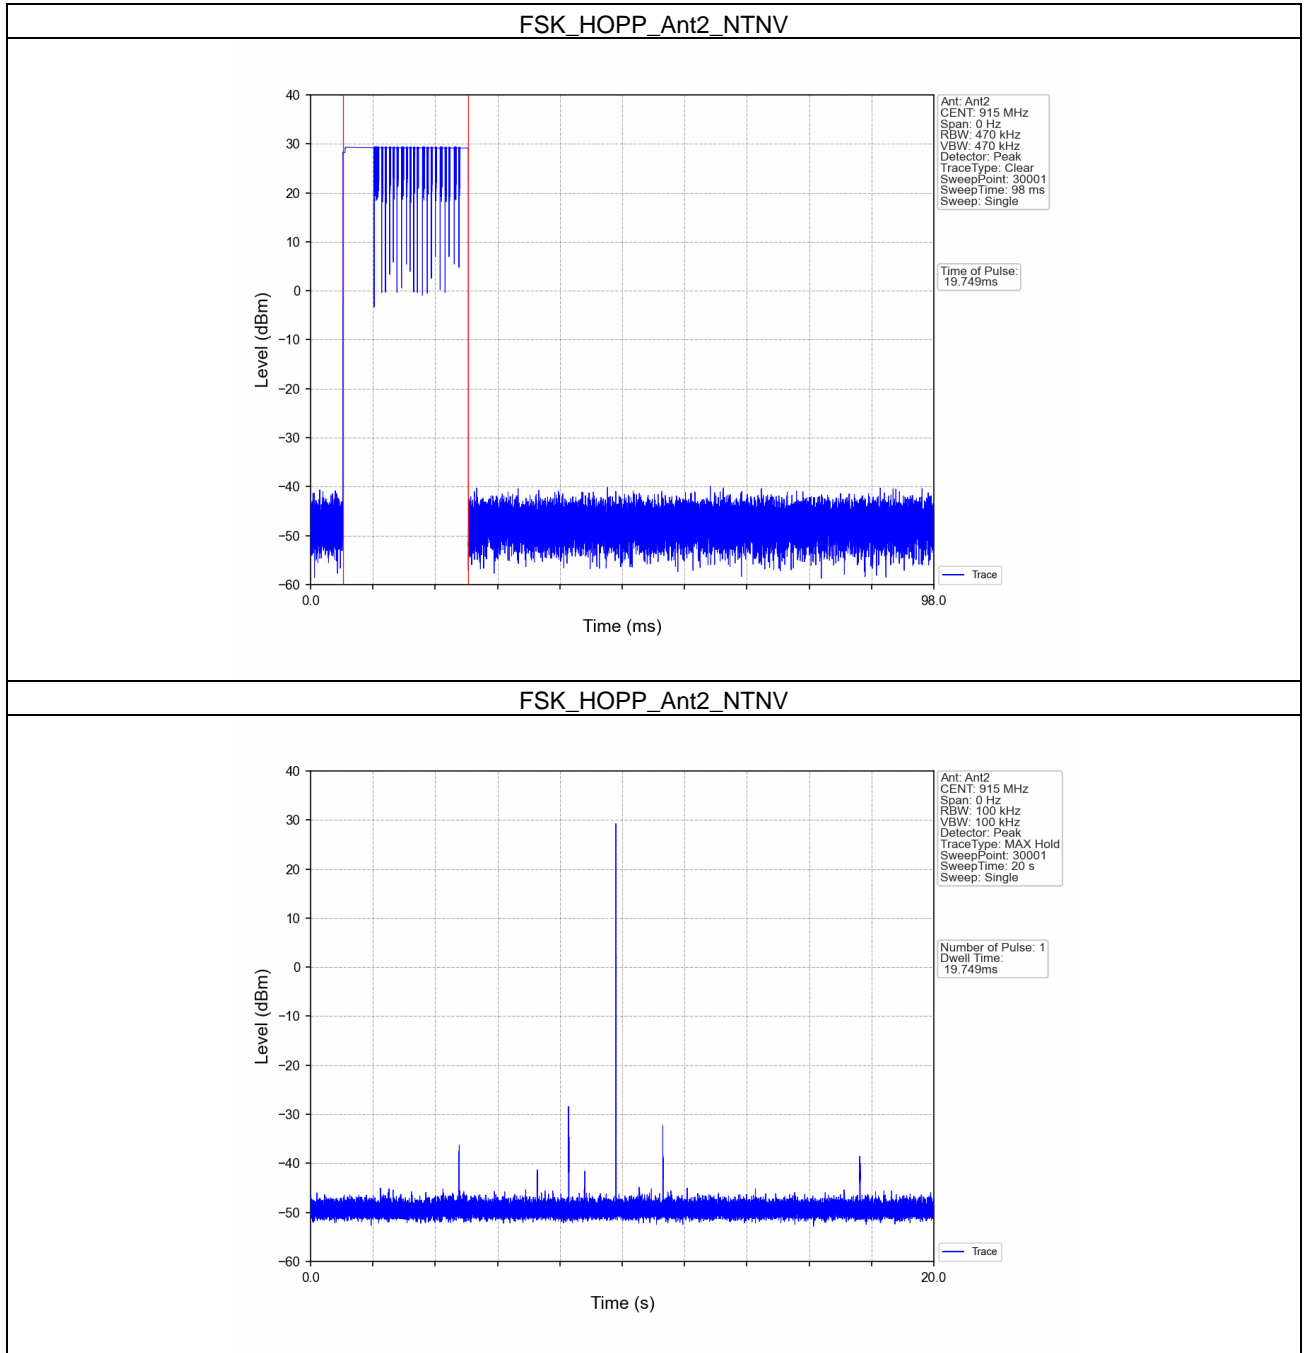 FSK_HOPP_Ant2_NTNV
40
30
20
10
0
−10
−20
−30
−40
−50
−60
Level (dBm)
0.0
98.0
Time (ms)
Ant: Ant2
CENT: 915 MHz
Span: 0 Hz
RBW: 470 kHz
VBW: 470 kHz
Detector: Peak
TraceType: Clear
SweepPoint: 30001
SweepTime: 98 ms
Sweep: Single
Time of Pulse:
19.749ms
Trace
FSK_HOPP_Ant2_NTNV
40
30
20
10
0
−10
−20
−30
−40
−50
−60
Level (dBm)
0.0
20.0
Time (s)
Ant: Ant2
CENT: 915 MHz
Span: 0 Hz
RBW: 100 kHz
VBW: 100 kHz
Detector: Peak
TraceType: MAX Hold
SweepPoint: 30001
SweepTime: 20 s
Sweep: Single
Number of Pulse: 1
Dwell Time:
19.749ms
Trace